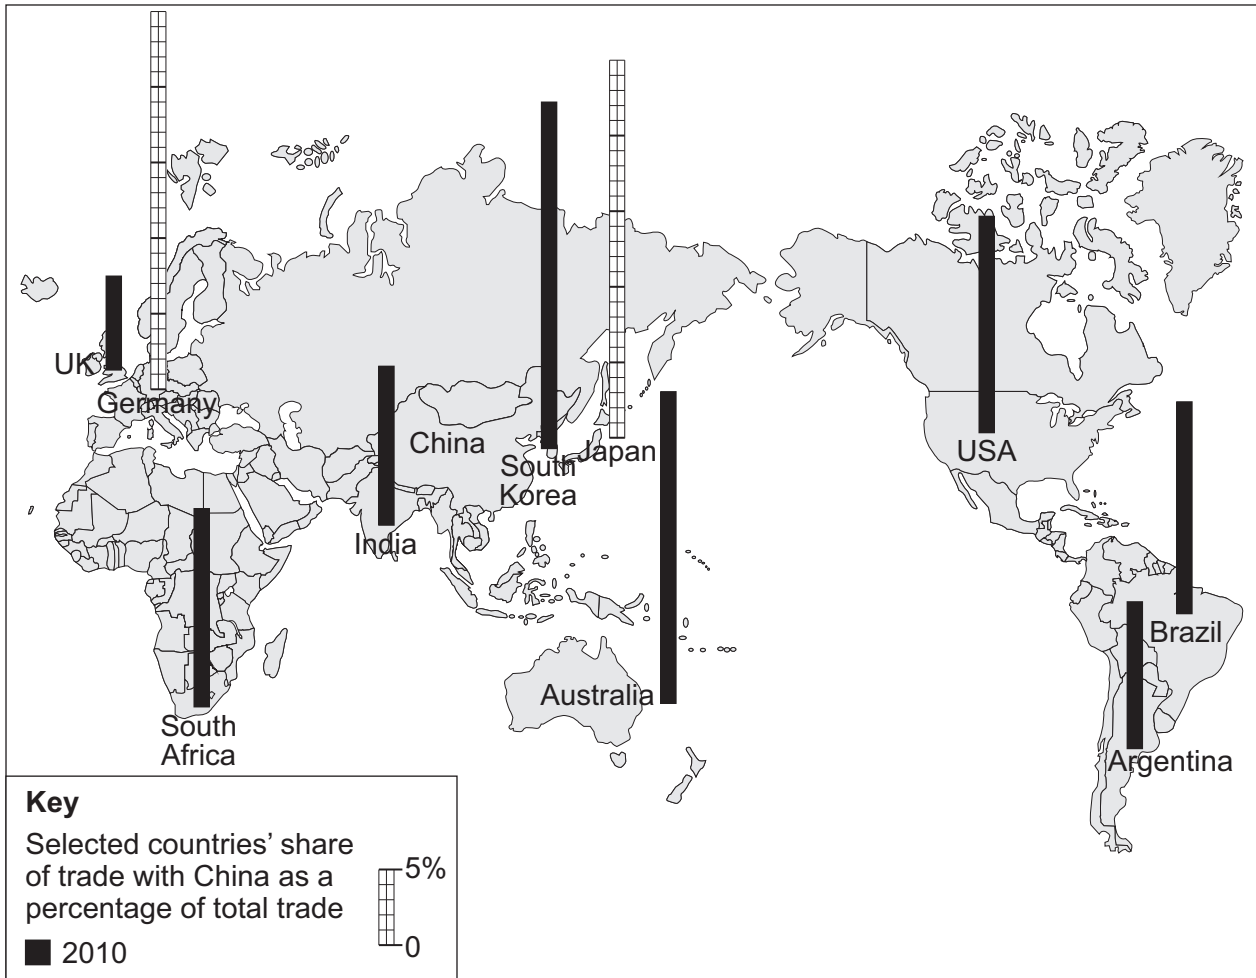 UK
Germany
China
South
Korea
Japan
USA
India
Brazil
Australia
South
Africa
Argentina
Key
Selected countries’ share
of trade with China as a
percentage of total trade
5%
0
2010